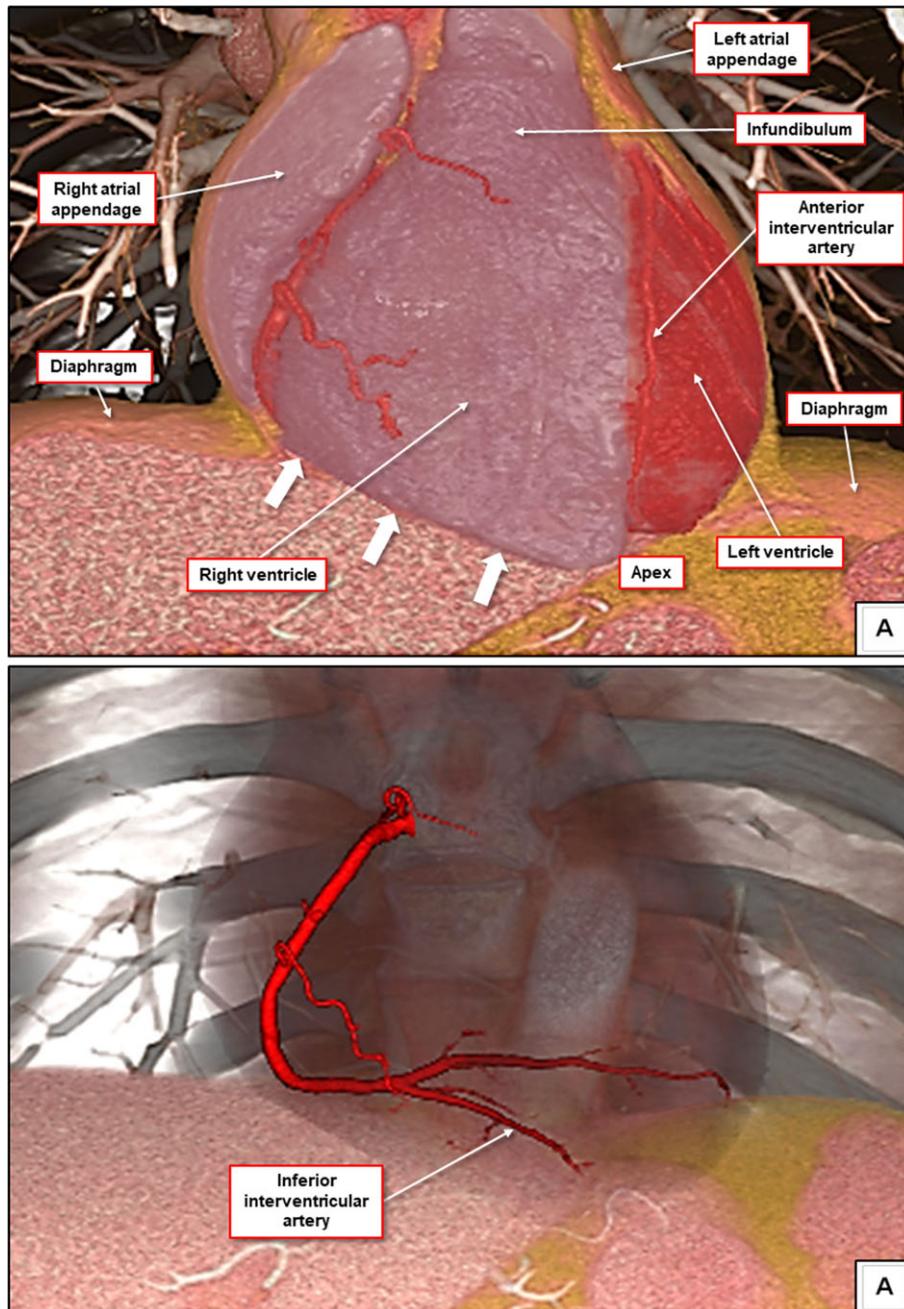 Left atrial
appendage
Infundibulum
Right atrial
appendage
Anterior
interventricular
artery
Diaphragm
Diaphragm
Right ventricle
Left ventricle
Apex
A
Inferior
interventricular
artery
A